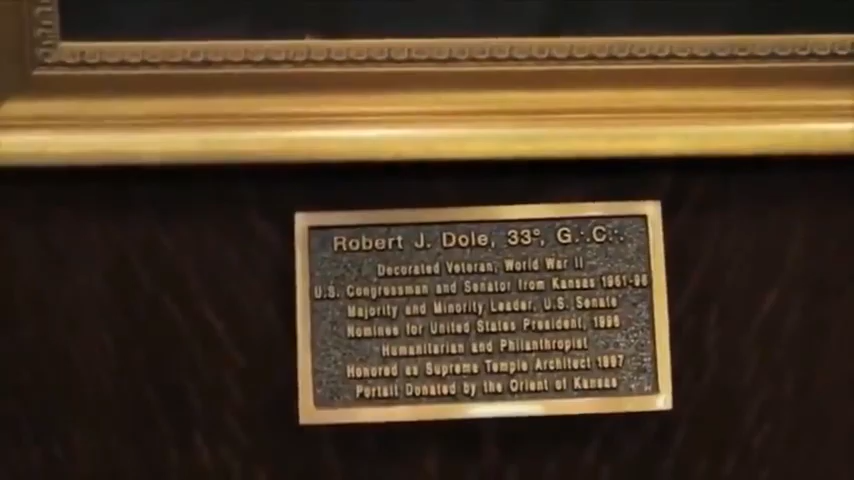 Robert J. Dole, 33°, G.∴C.∴
Decorated Veteran, World War II
U.S. Congressman and Senator from Kansas 1961-96
Majority and Minority Leader, U.S. Senate
Nominee for United States President, 1996
Humanitarian and Philanthropist
Honored as Supreme Temple Architect 1997
Portait Donated by the Orient of Kansas